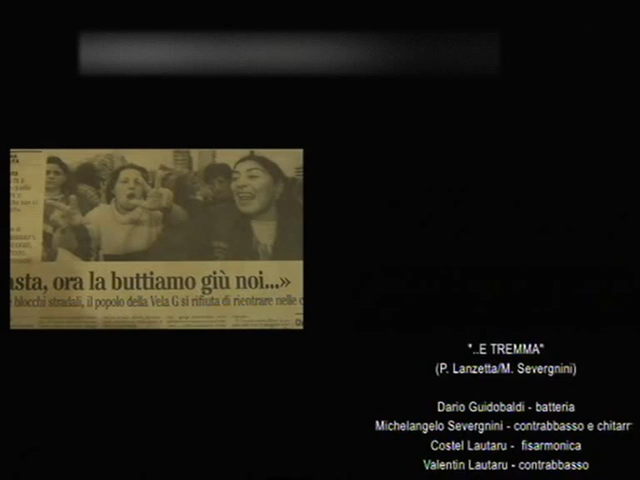 asta, ora la buttiamo giù noi...»
blocchi stradali, il popolo della Vela G si rifiuta di rientrare nelle
"..E TREMMA"
(P. Lanzetta/M. Severgnini)
Dario Guidobaldi - batteria
Michelangelo Severgnini - contrabbasso e chitarr
Costel Lautaru - fisarmonica
Valentin Lautaru - contrabbasso